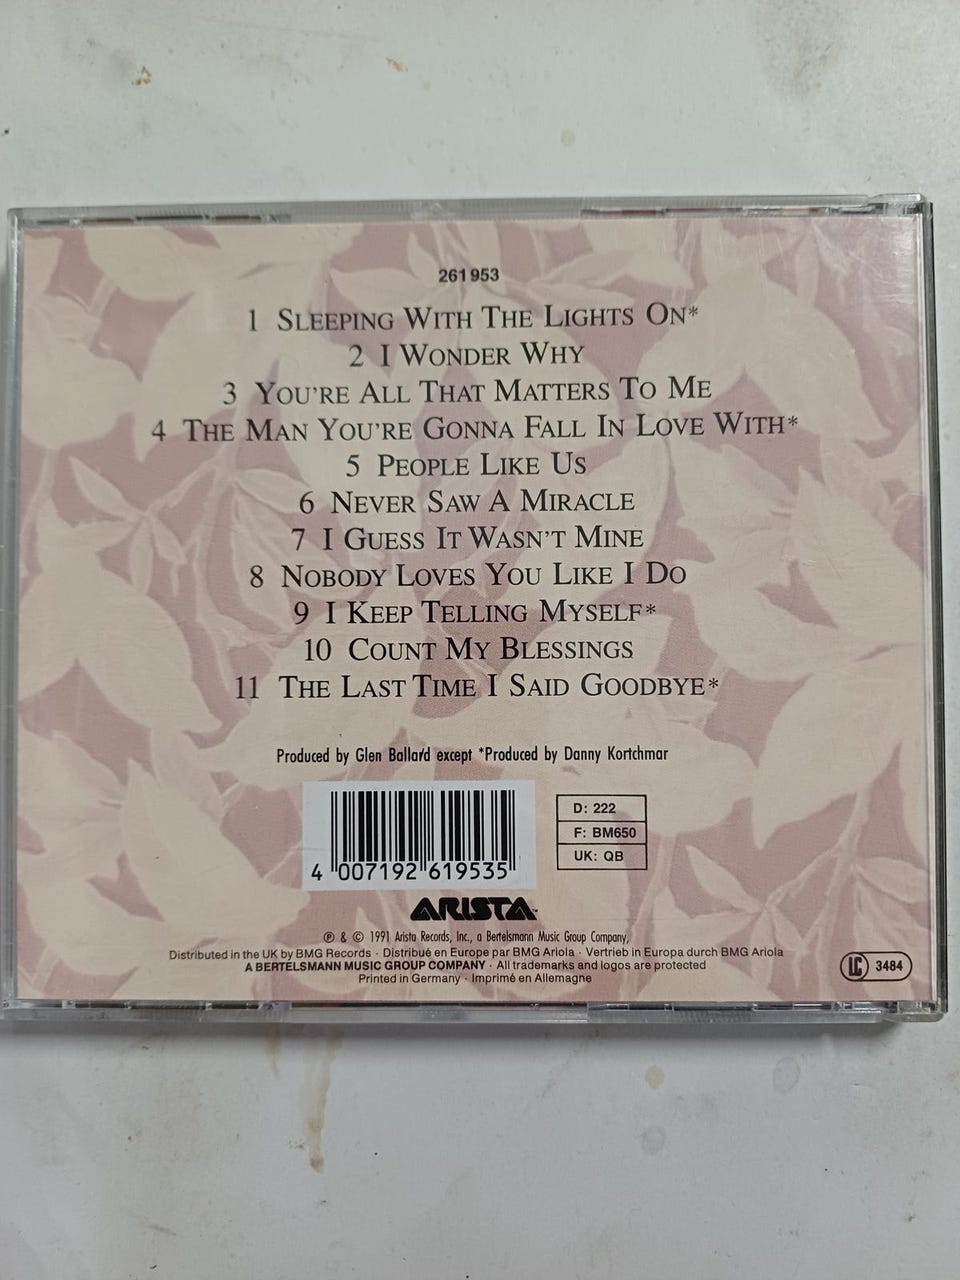 261 953
1 SLEEPING WITH THE LIGHTS ON*
2 I WONDER WHY
3 YOU'RE ALL THAT MATTERS TO ME
4 THE MAN YOU'RE GONNA FALL IN LOVE WITH*
5 PEOPLE LIKE US
6 NEVER SAW A MIRACLE
7 I GUESS IT WASN'T MINE
8 NOBODY LOVES YOU LIKE I DO
9 I KEEP TELLING MYSELF*
10 COUNT MY BLESSINGS
11 THE LAST TIME I SAID GOODBYE*
Produced by Glen Ballard except *Produced by Danny Kortchmar
D: 222
F: BM650
UK: QB
4 007192 619535
ARISTA™
℗ & © 1991 Arista Records, Inc., a Bertelsmann Music Group Company,
Distributed in the UK by BMG Records · Distribué en Europe par BMG Ariola · Vertrieb in Europa durch BMG Ariola
A BERTELSMANN MUSIC GROUP COMPANY · All trademarks and logos are protected
Printed in Germany · Imprimé en Allemagne
LC 3484